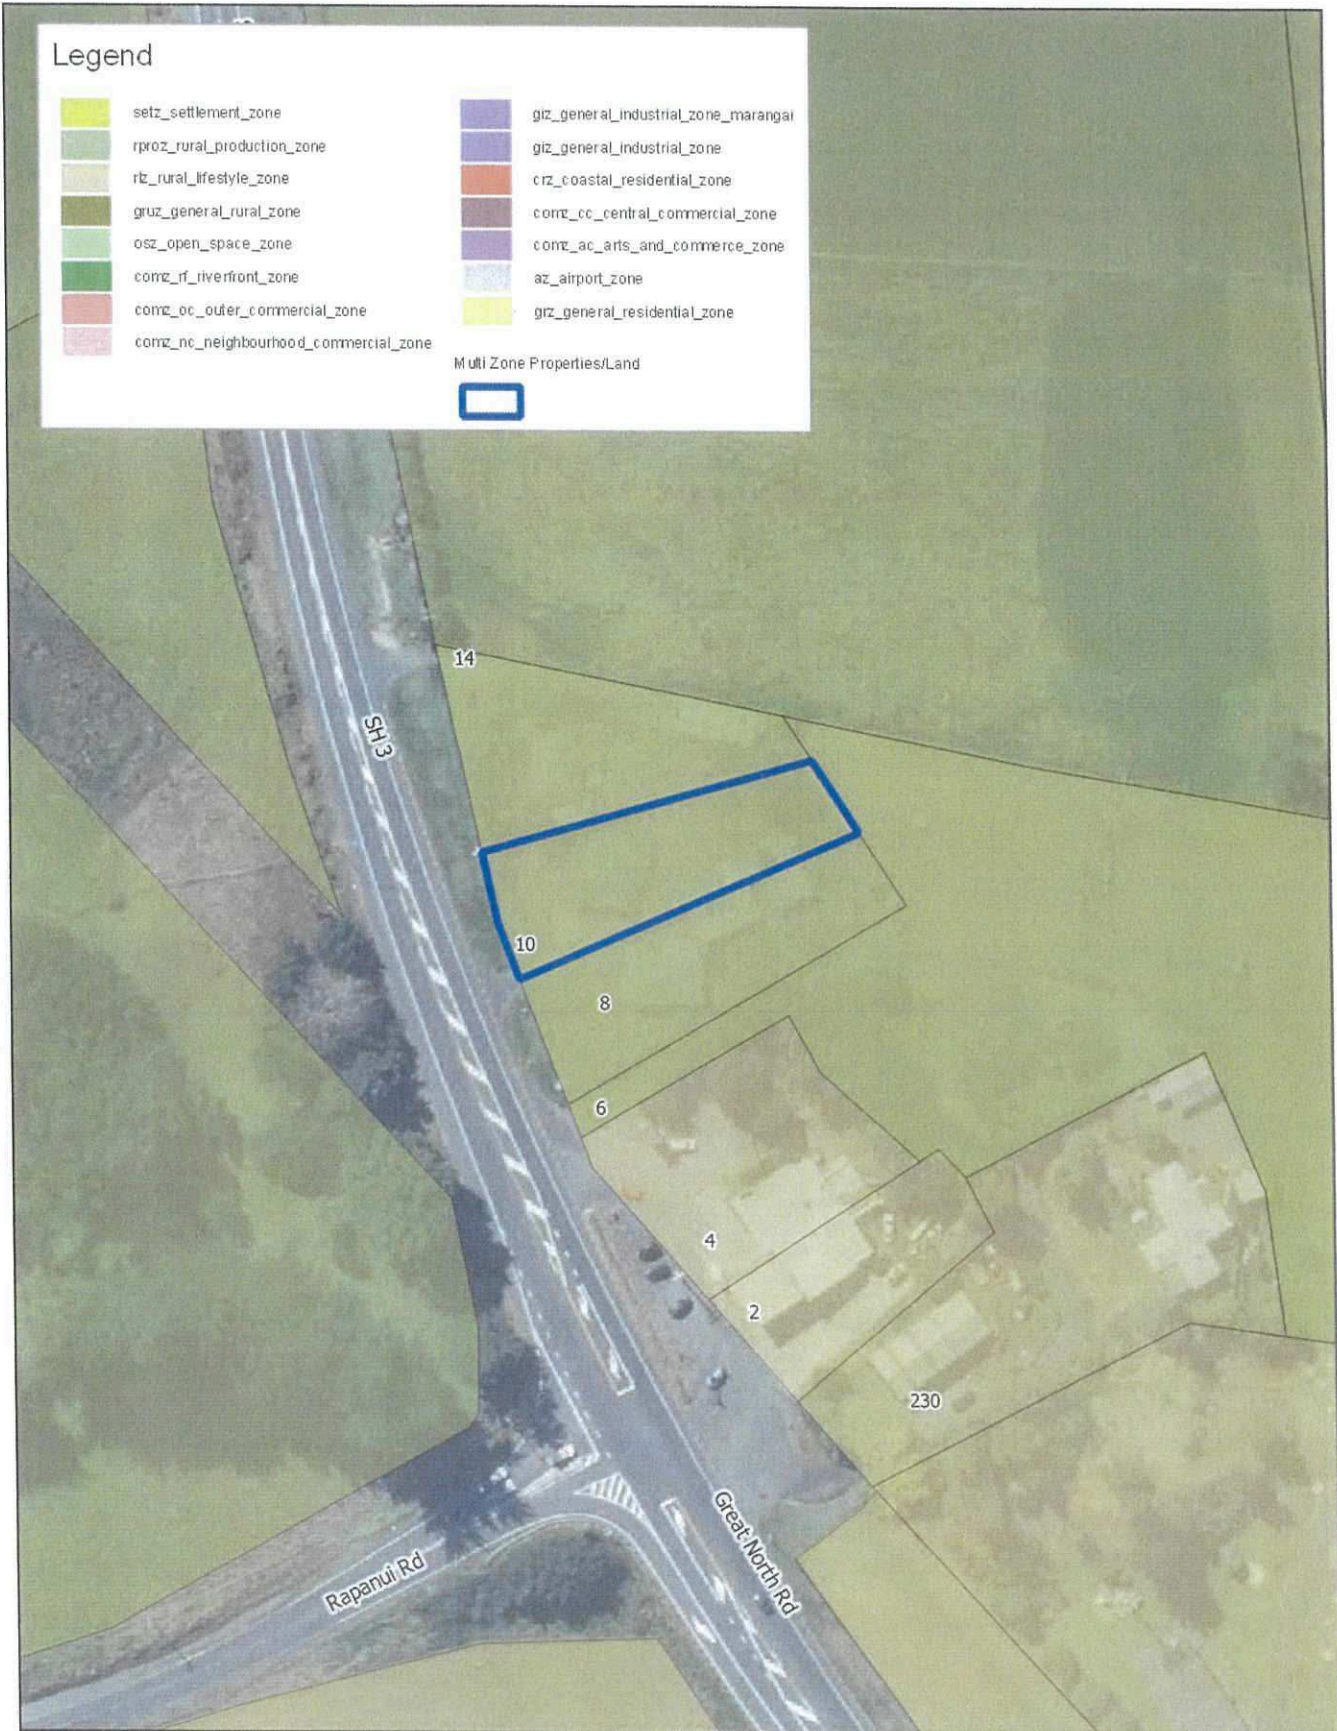 Legend
setz_settlement_zone
rproz_rural_production_zone
rlz_rural_lifestyle_zone
gruz_general_rural_zone
osz_open_space_zone
comz_rf_riverfront_zone
comz_oc_outer_commercial_zone
comz_nc_neighbourhood_commercial_zone
giz_general_industrial_zone_marangai
giz_general_industrial_zone
crz_coastal_residential_zone
comz_cc_central_commercial_zone
comz_ac_arts_and_commerce_zone
az_airport_zone
grz_general_residential_zone
Multi Zone Properties/Land
14
SH 3
10
8
6
4
2
230
Great North Rd
Rapanui Rd